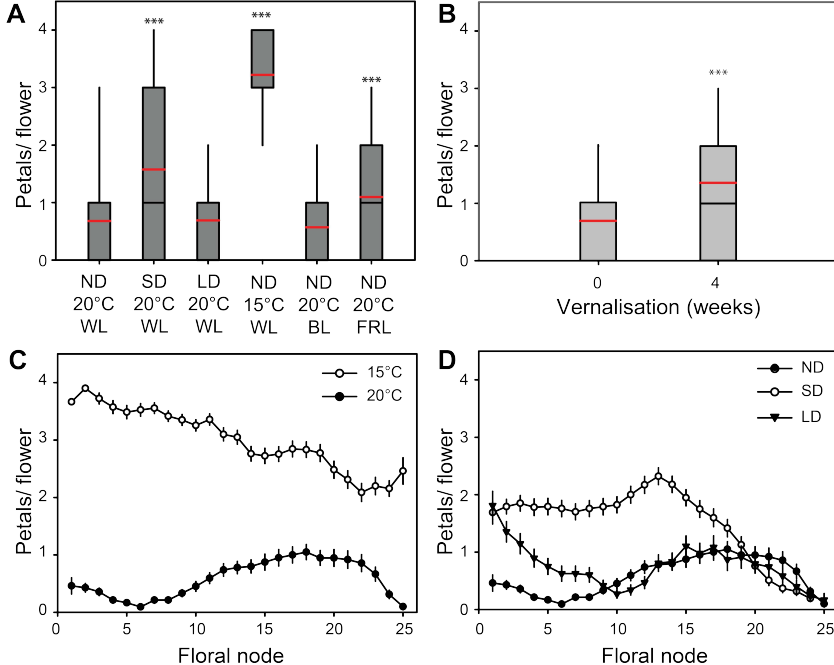 A
Petals/ flower
4
3
2
1
0
***
***
***
ND SD LD ND ND ND
20°C 20°C 20°C 15°C 20°C 20°C
WL WL WL WL BL FRL
B
Petals/ flower
4
3
2
1
0
***
0 4
Vernalisation (weeks)
C
Petals/ flower
4
3
2
1
0
15°C
20°C
0 5 10 15 20 25
Floral node
D
Petals/ flower
4
3
2
1
0
ND
SD
LD
0 5 10 15 20 25
Floral node